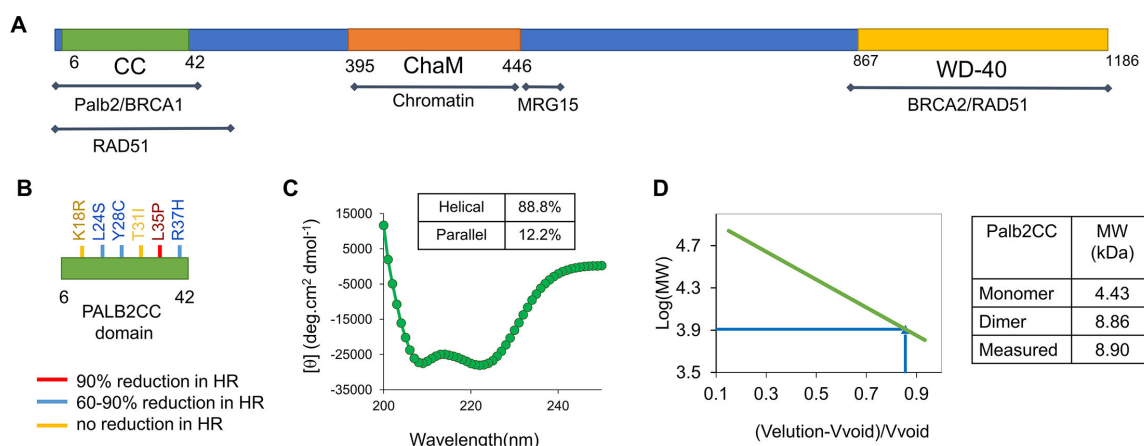 A
6 CC 42 395 ChaM 446 867 WD-40 1186
Palb2/BRCA1 Chromatin MRG15 BRCA2/RAD51
RAD51
B
K18R L24S Y28C T31I L35P R37H
6 42
PALB2CC
domain
90% reduction in HR
60-90% reduction in HR
no reduction in HR
C
Helical 88.8%
Parallel 12.2%
[θ] (deg.cm² dmol⁻¹)
15000
5000
-5000
-15000
-25000
-35000
200 220 240
Wavelength(nm)
D
Log(MW)
4.7
4.3
3.9
3.5
0.1 0.3 0.5 0.7 0.9
(Velution-Vvoid)/Vvoid
Palb2CC MW
(kDa)
Monomer 4.43
Dimer 8.86
Measured 8.90